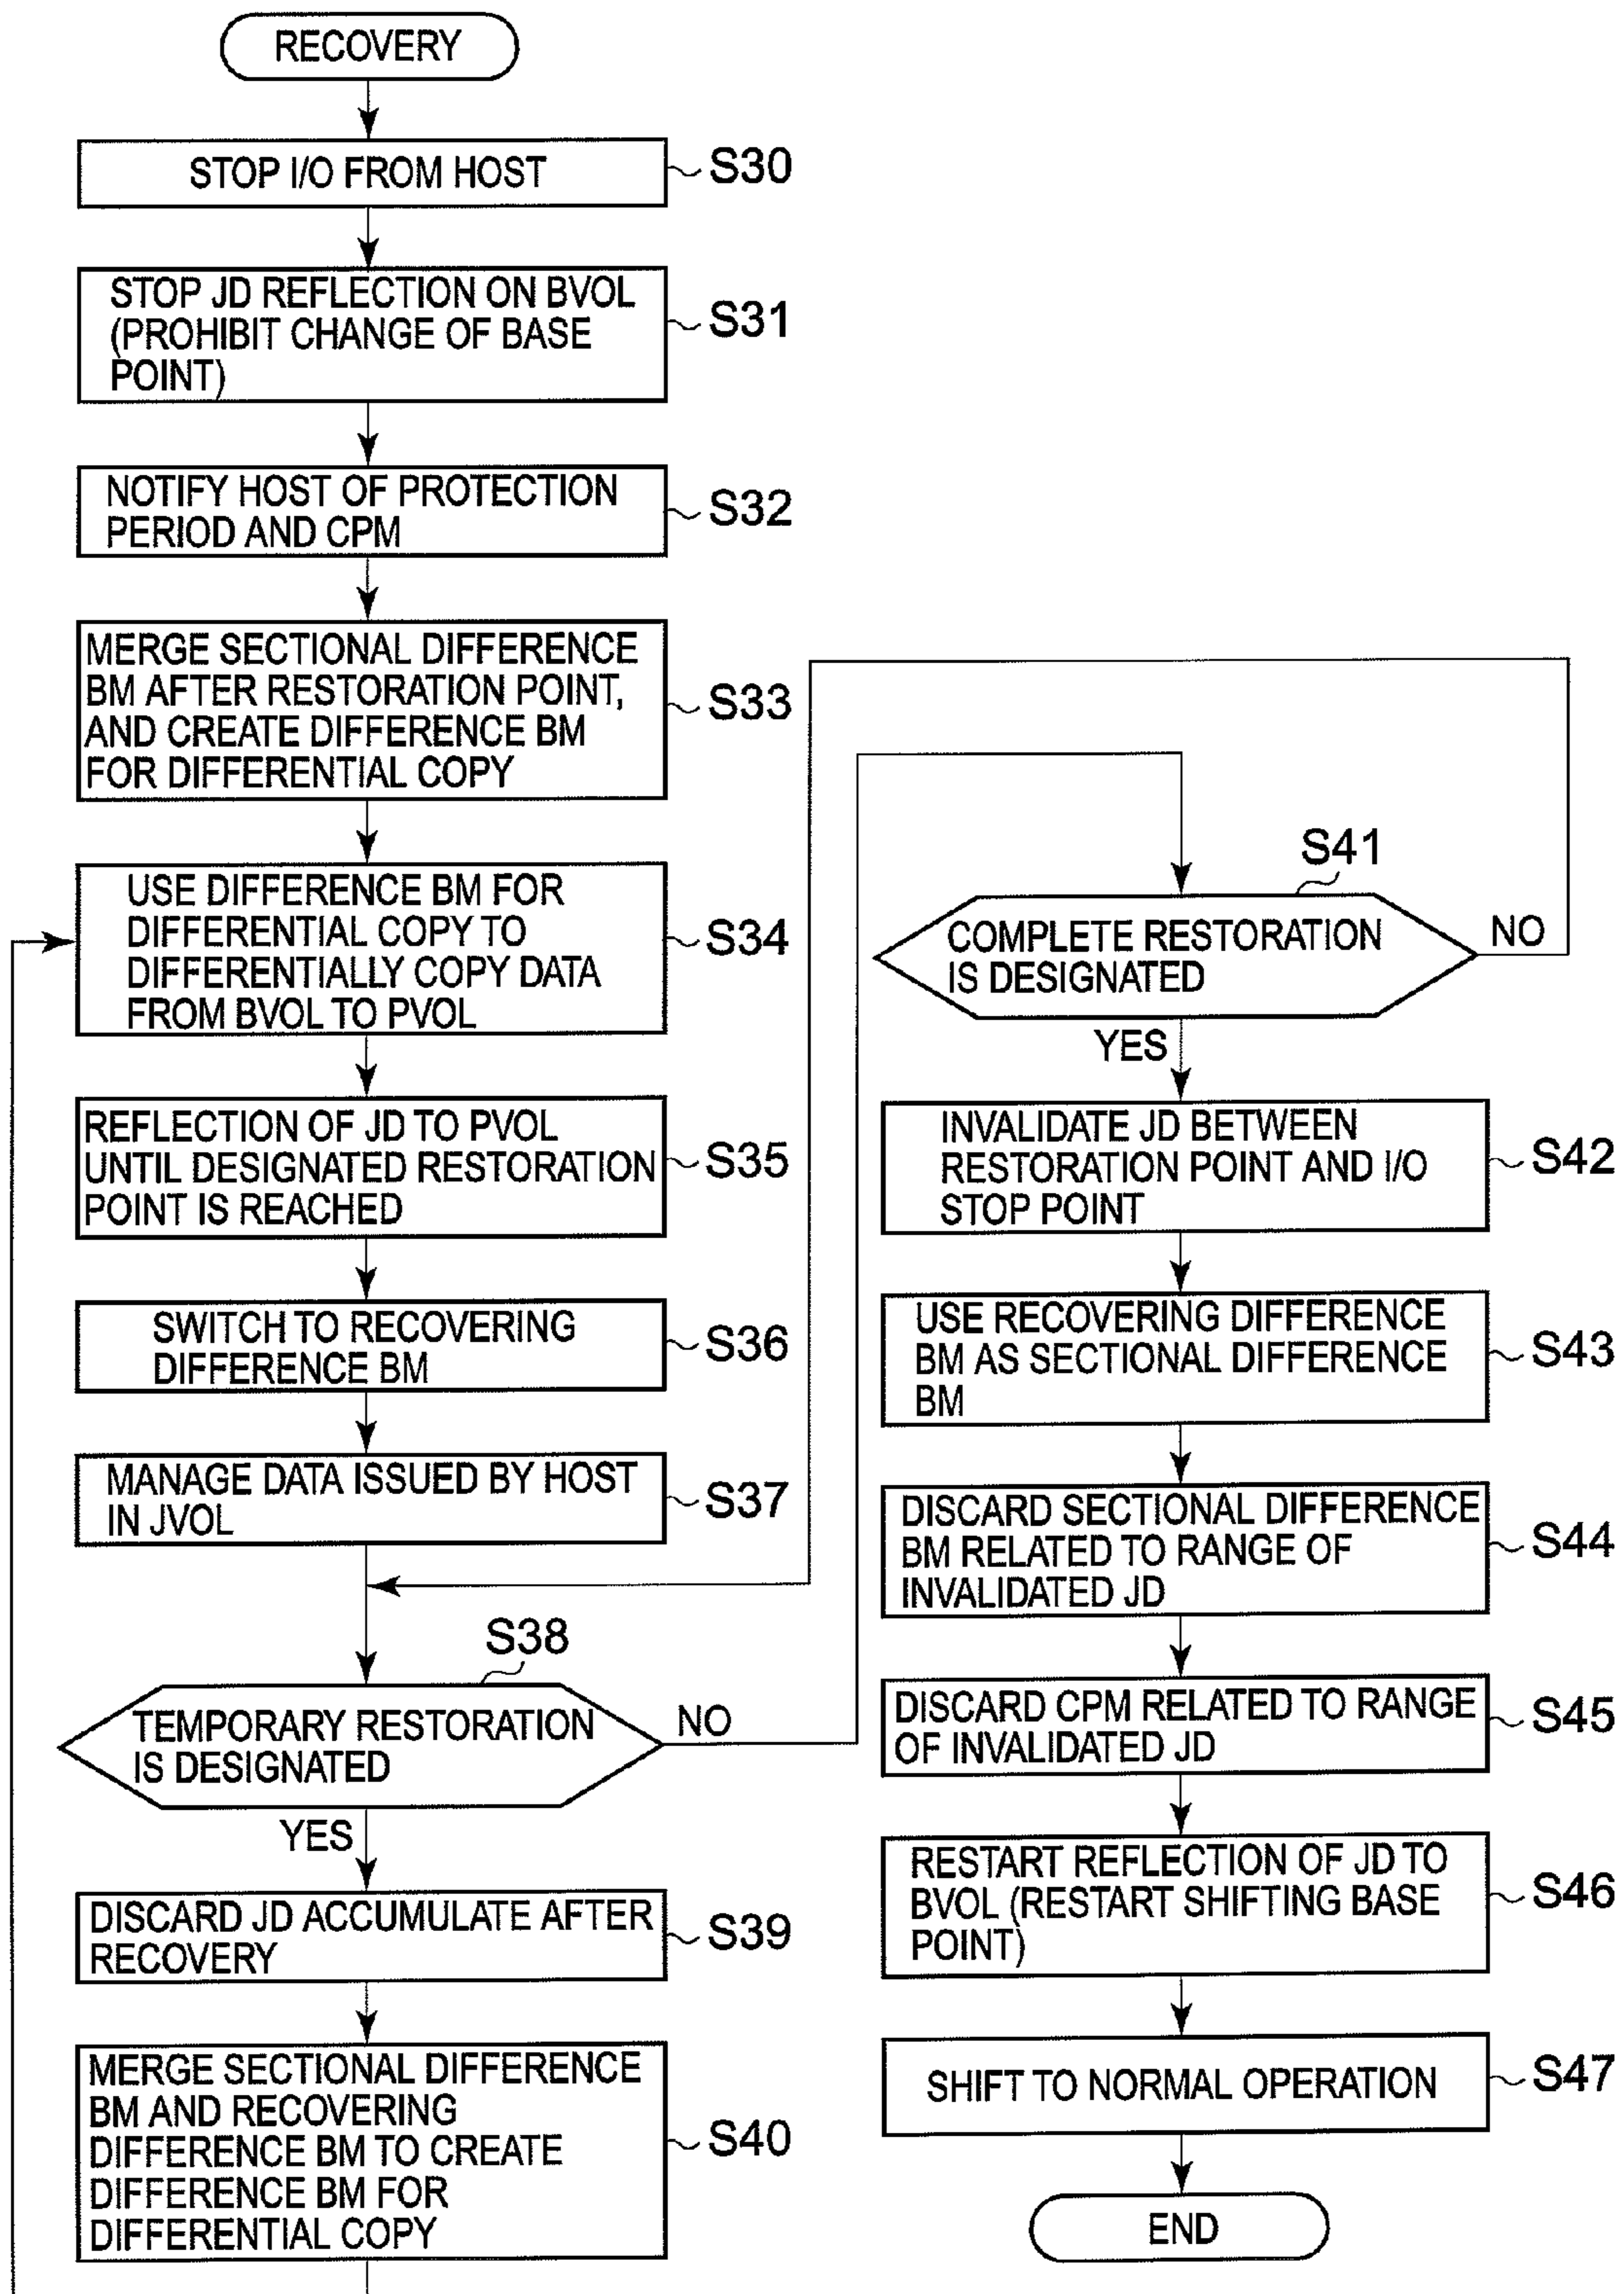 RECOVERY
STOP I/O FROM HOST
S30
STOP JD REFLECTION ON BVOL
(PROHIBIT CHANGE OF BASE
POINT)
S31
NOTIFY HOST OF PROTECTION
PERIOD AND CPM
S32
MERGE SECTIONAL DIFFERENCE
BM AFTER RESTORATION POINT,
AND CREATE DIFFERENCE BM
FOR DIFFERENTIAL COPY
S33
USE DIFFERENCE BM FOR
DIFFERENTIAL COPY TO
DIFFERENTIALLY COPY DATA
FROM BVOL TO PVOL
S34
REFLECTION OF JD TO PVOL
UNTIL DESIGNATED RESTORATION
POINT IS REACHED
S35
SWITCH TO RECOVERING
DIFFERENCE BM
S36
MANAGE DATA ISSUED BY HOST
IN JVOL
S37
S38
TEMPORARY RESTORATION
IS DESIGNATED
NO
YES
DISCARD JD ACCUMULATE AFTER
RECOVERY
S39
MERGE SECTIONAL DIFFERENCE
BM AND RECOVERING
DIFFERENCE BM TO CREATE
DIFFERENCE BM FOR
DIFFERENTIAL COPY
S40
S41
COMPLETE RESTORATION
IS DESIGNATED
NO
YES
INVALIDATE JD BETWEEN
RESTORATION POINT AND I/O
STOP POINT
S42
USE RECOVERING DIFFERENCE
BM AS SECTIONAL DIFFERENCE
BM
S43
DISCARD SECTIONAL DIFFERENCE
BM RELATED TO RANGE OF
INVALIDATED JD
S44
DISCARD CPM RELATED TO RANGE
OF INVALIDATED JD
S45
RESTART REFLECTION OF JD TO
BVOL (RESTART SHIFTING BASE
POINT)
S46
SHIFT TO NORMAL OPERATION
S47
END